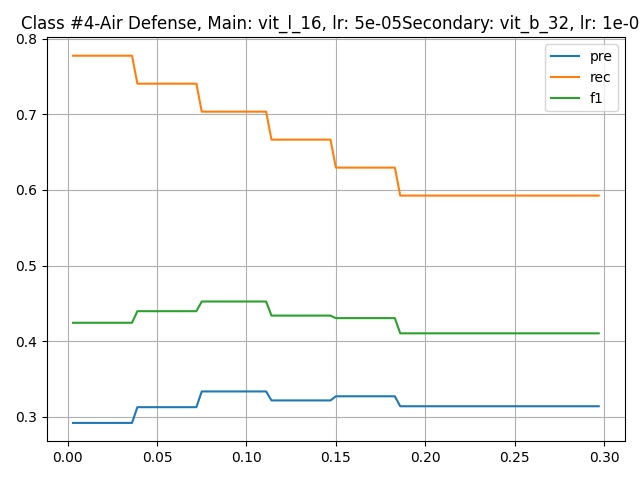 Class #4-Air Defense, Main: vit_l_16, lr: 5e-05Secondary: vit_b_32, lr: 1e-0
0.8
0.7
0.6
0.5
0.4
0.3
pre
rec
f1
0.00 0.05 0.10 0.15 0.20 0.25 0.30